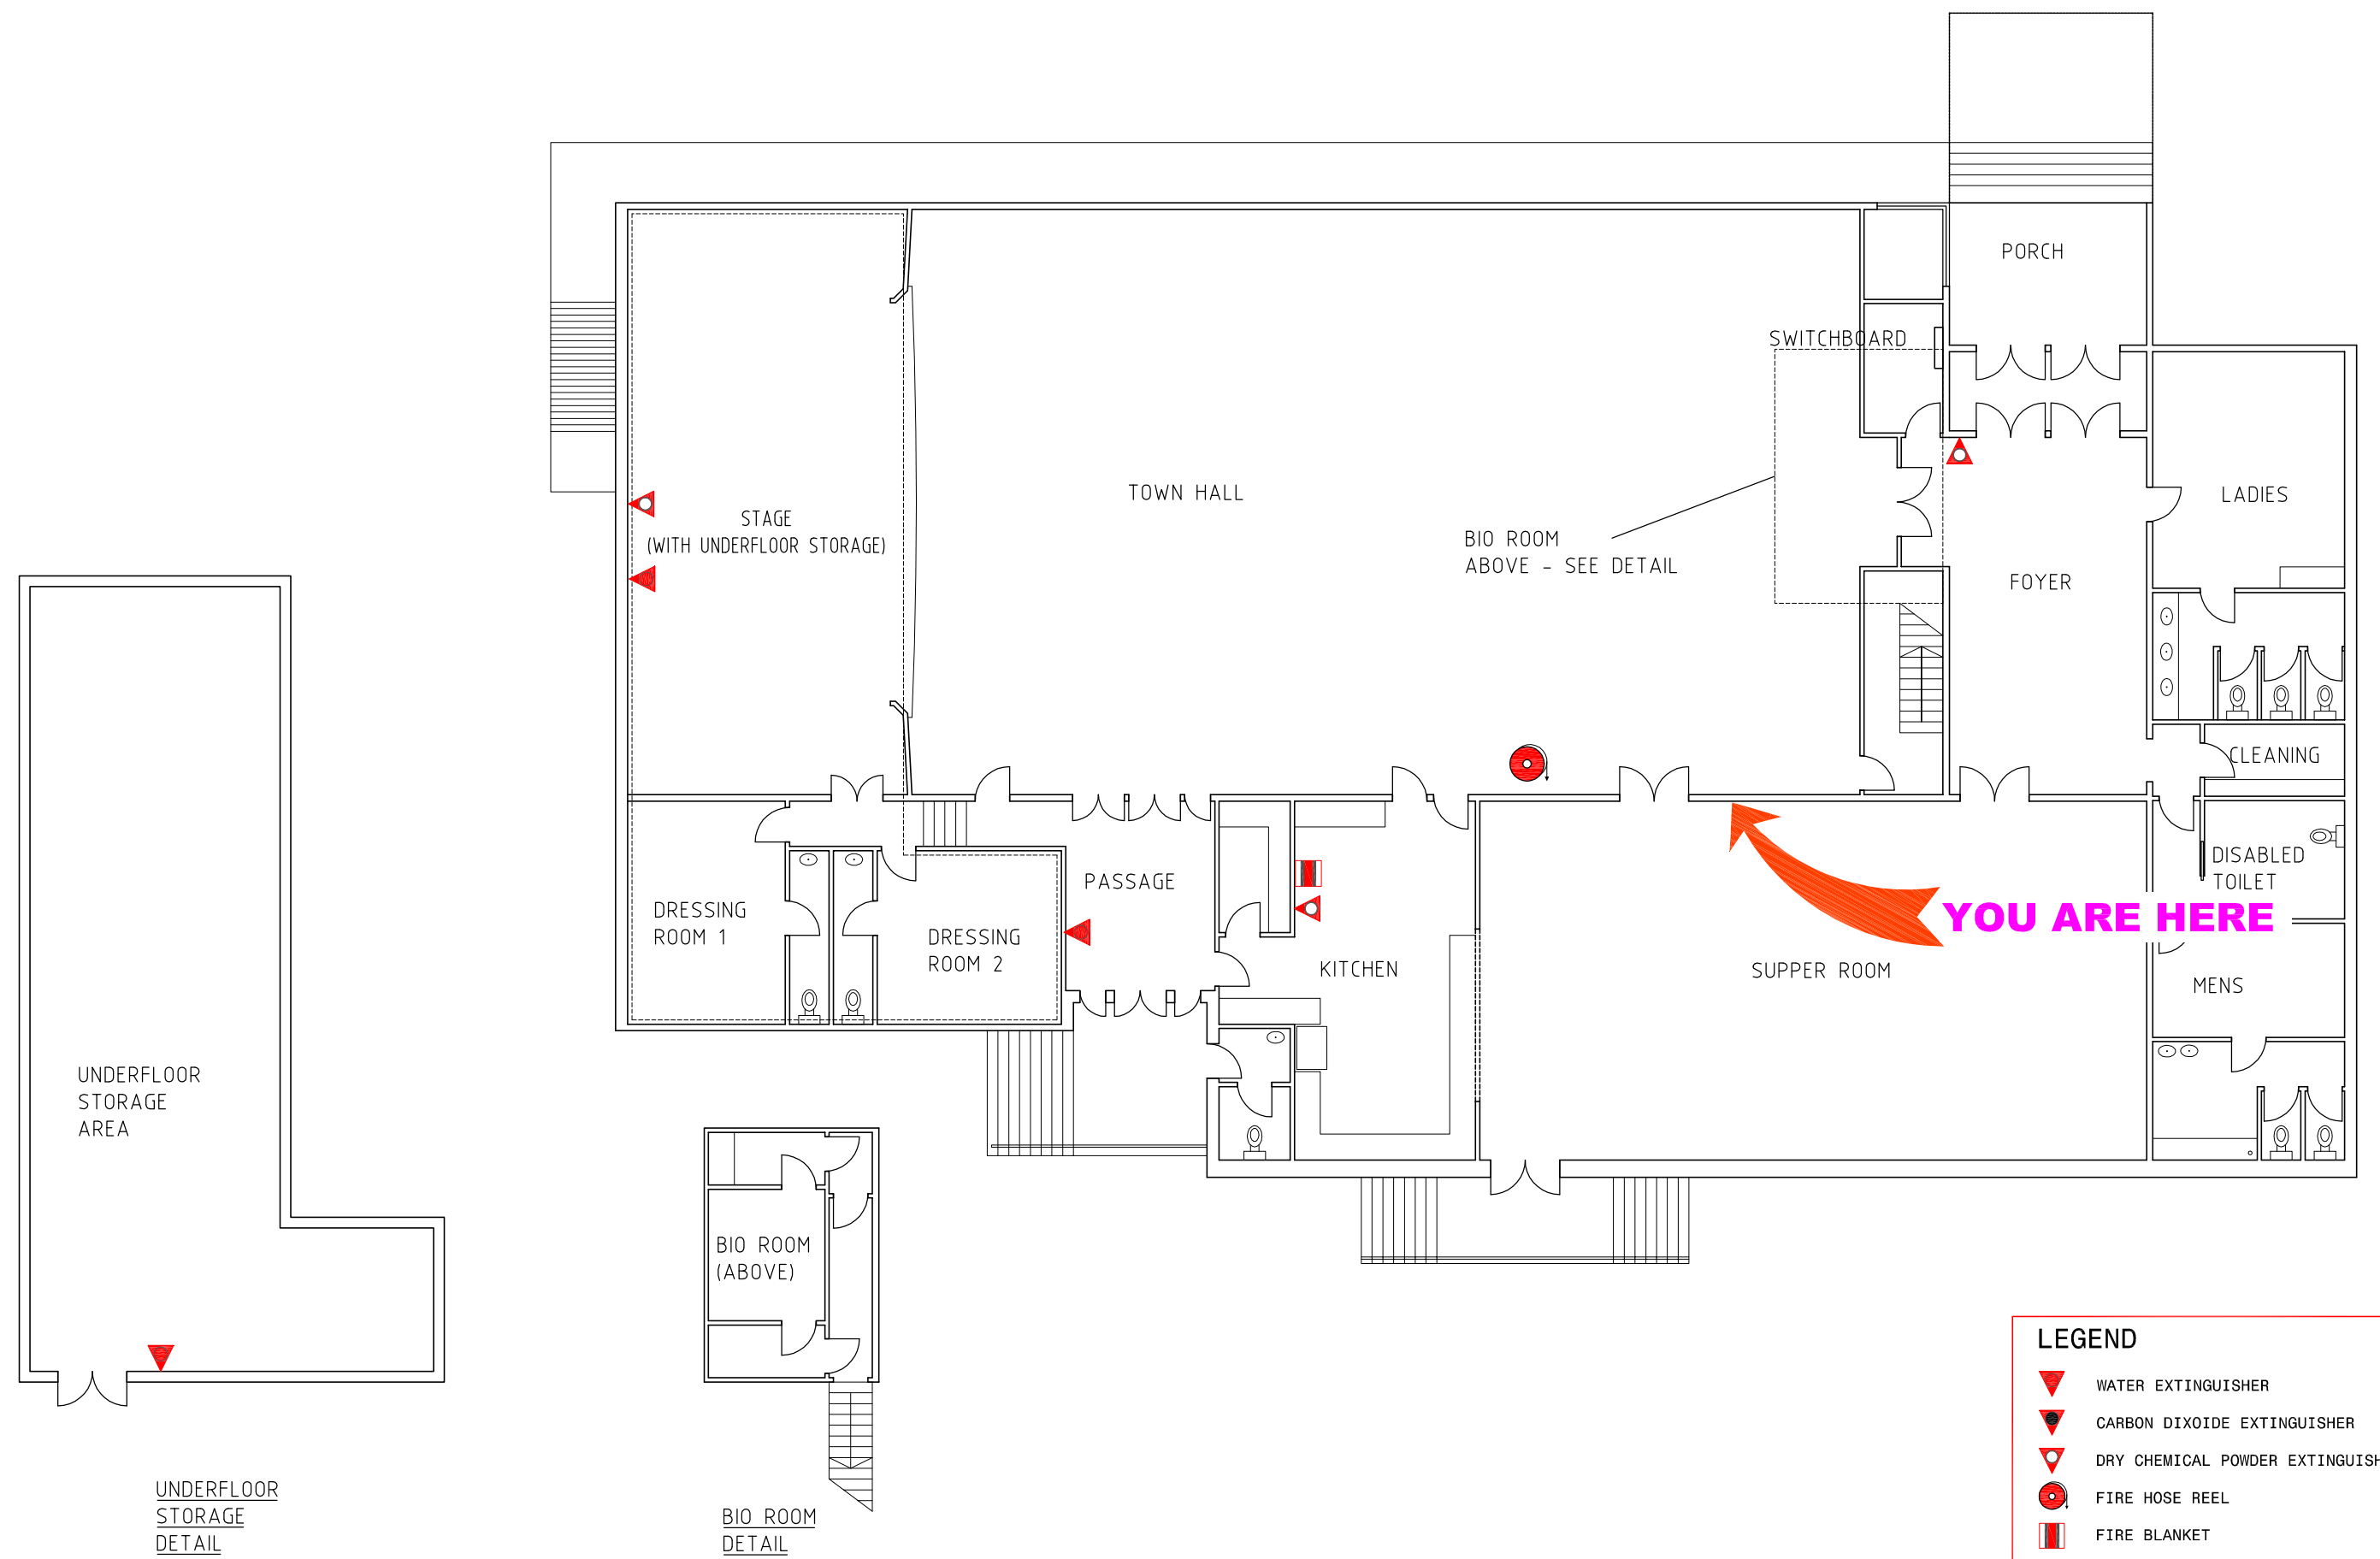 PORCH
SWITCHBOARD
TOWN HALL
LADIES
STAGE
(WITH UNDERFLOOR STORAGE)
BIO ROOM
ABOVE - SEE DETAIL
FOYER
CLEANING
DISABLED
TOILET
PASSAGE
DRESSING
ROOM 1
DRESSING
ROOM 2
YOU ARE HERE
KITCHEN
SUPPER ROOM
MENS
UNDERFLOOR
STORAGE
AREA
BIO ROOM
(ABOVE)
UNDERFLOOR
STORAGE
DETAIL
BIO ROOM
DETAIL
LEGEND
WATER EXTINGUISHER
CARBON DIXOIDE EXTINGUISHER
DRY CHEMICAL POWDER EXTINGUISH
FIRE HOSE REEL
FIRE BLANKET